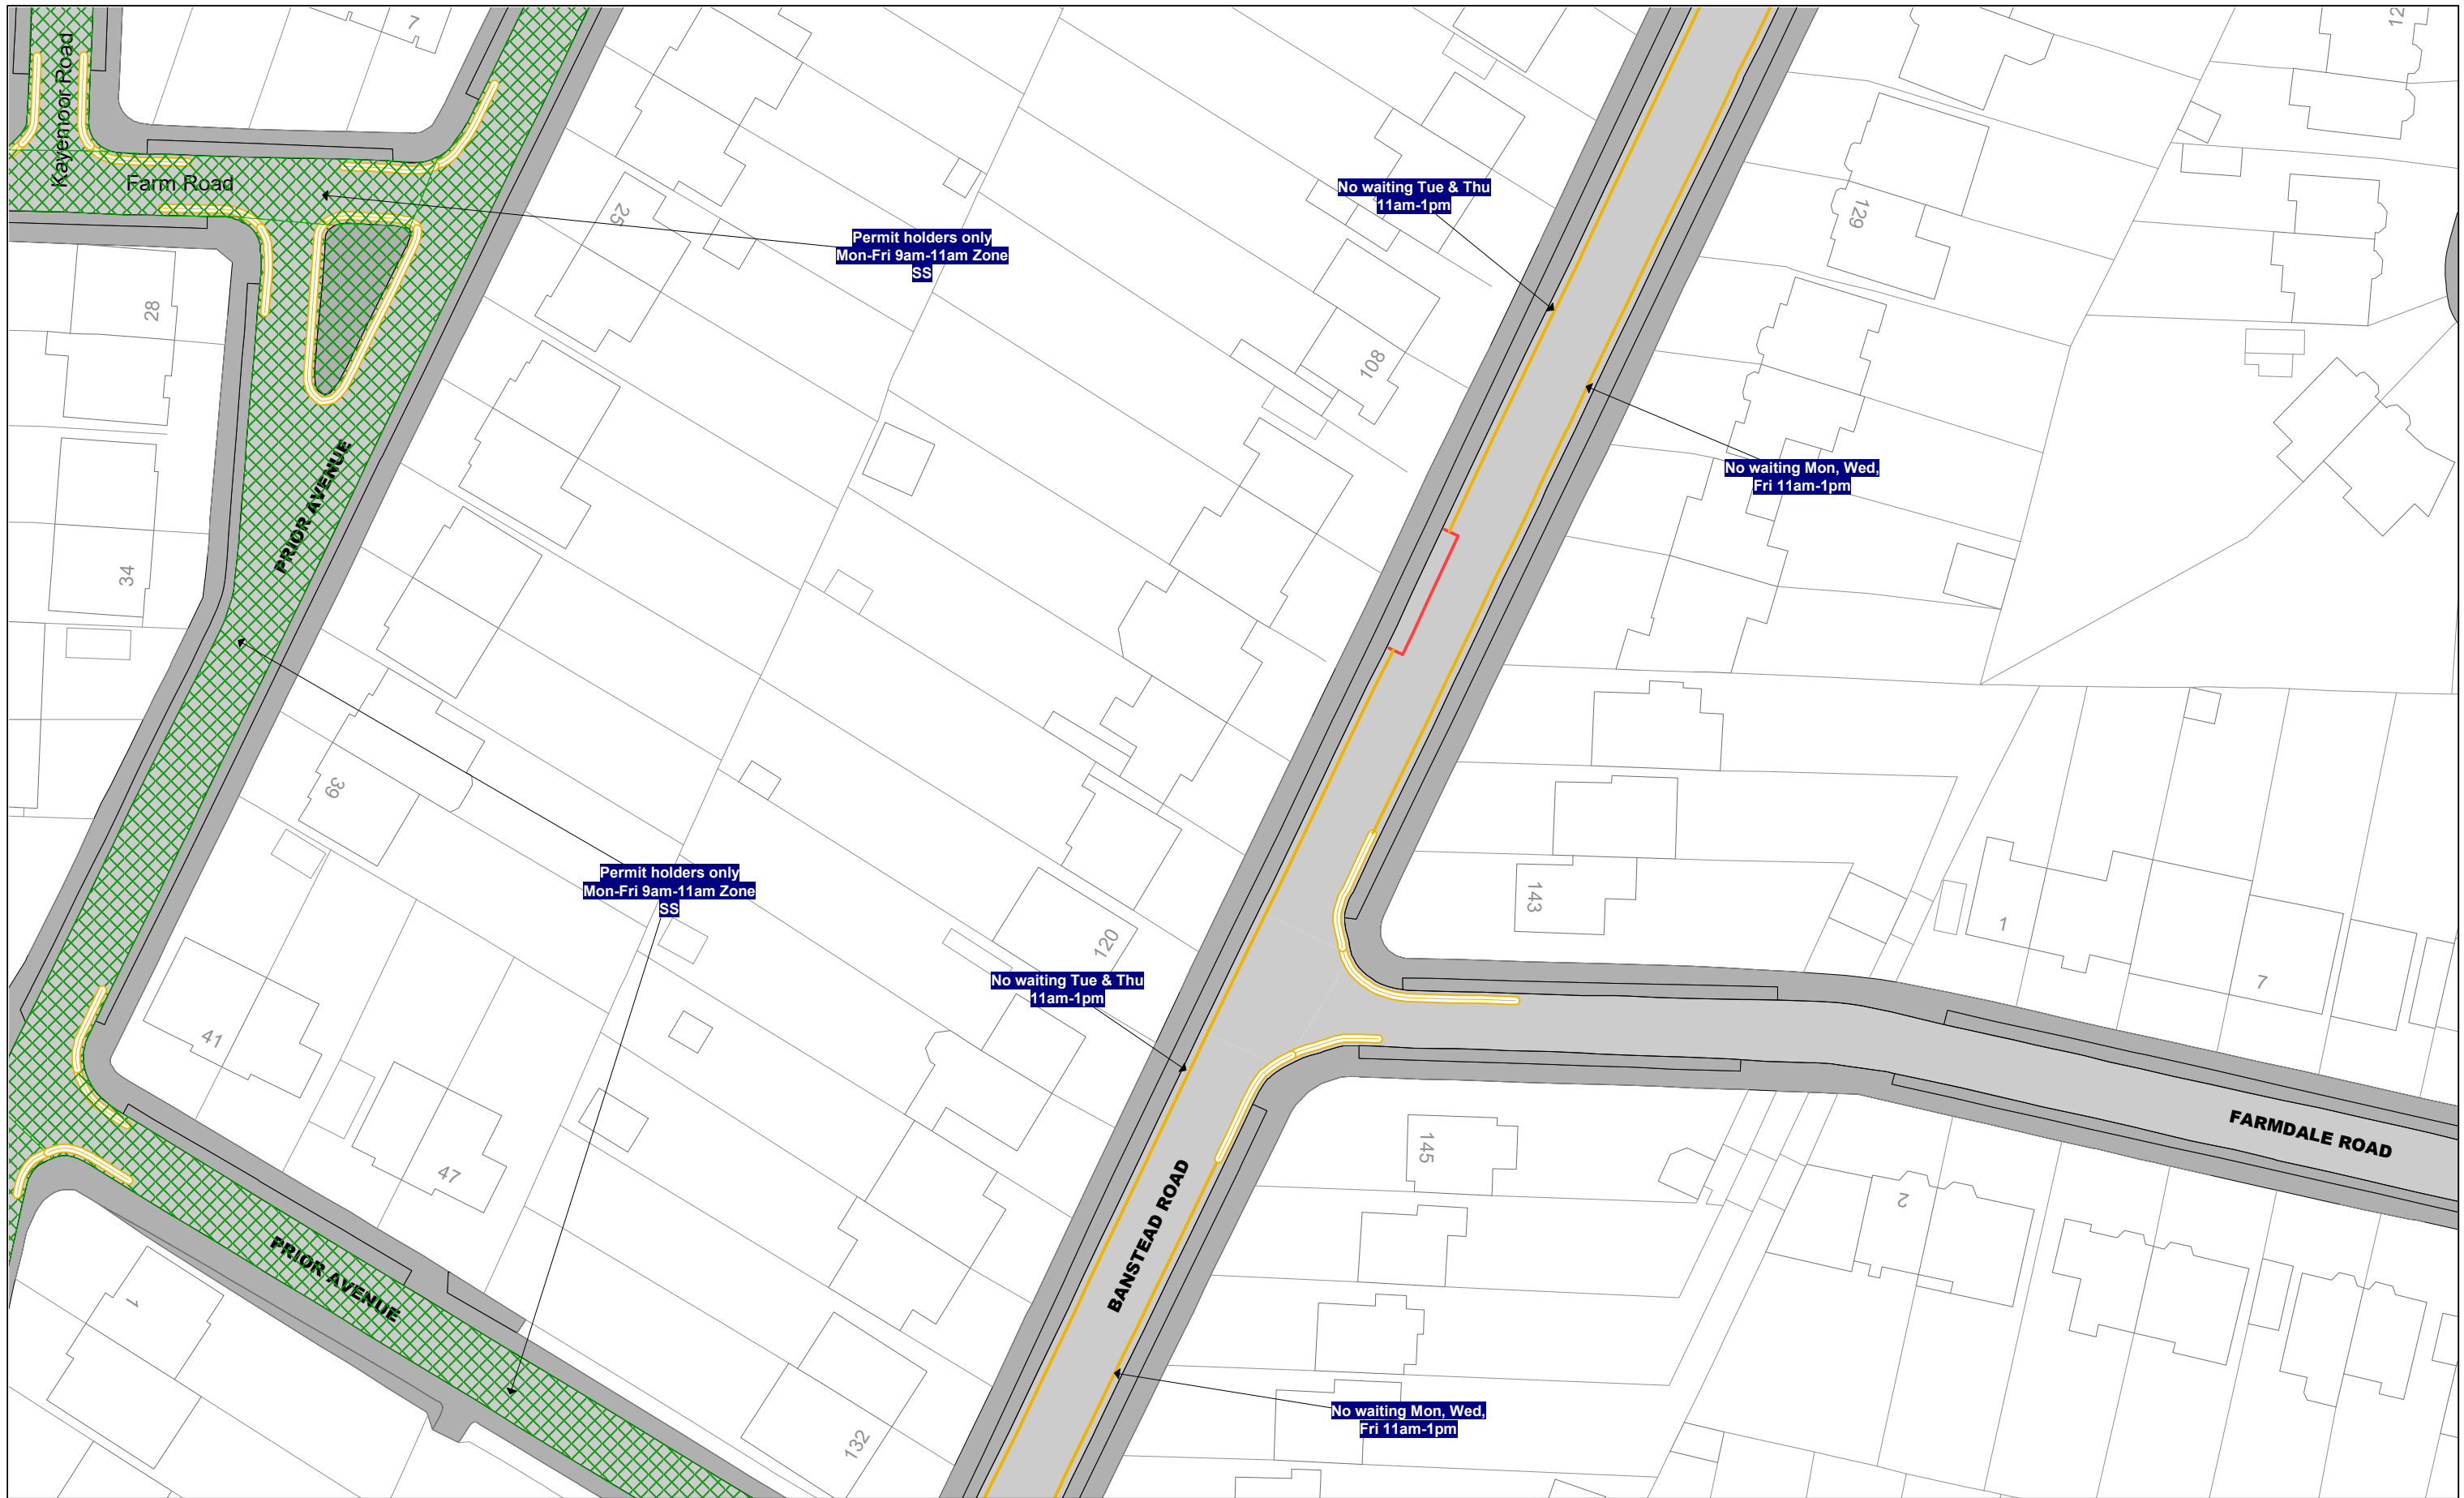 7
12
Kayemoor Road
Farm Road
No waiting Tue & Thu
11am-1pm
25
129
Permit holders only
Mon-Fri 9am-11am Zone
SS
28
108
PRIOR AVENUE
No waiting Mon, Wed,
Fri 11am-1pm
34
39
Permit holders only
Mon-Fri 9am-11am Zone
SS
143
1
120
7
No waiting Tue & Thu
11am-1pm
41
FARMDALE ROAD
145
47
2
BANSTEAD ROAD
PRIOR AVENUE
1
No waiting Mon, Wed,
Fri 11am-1pm
132